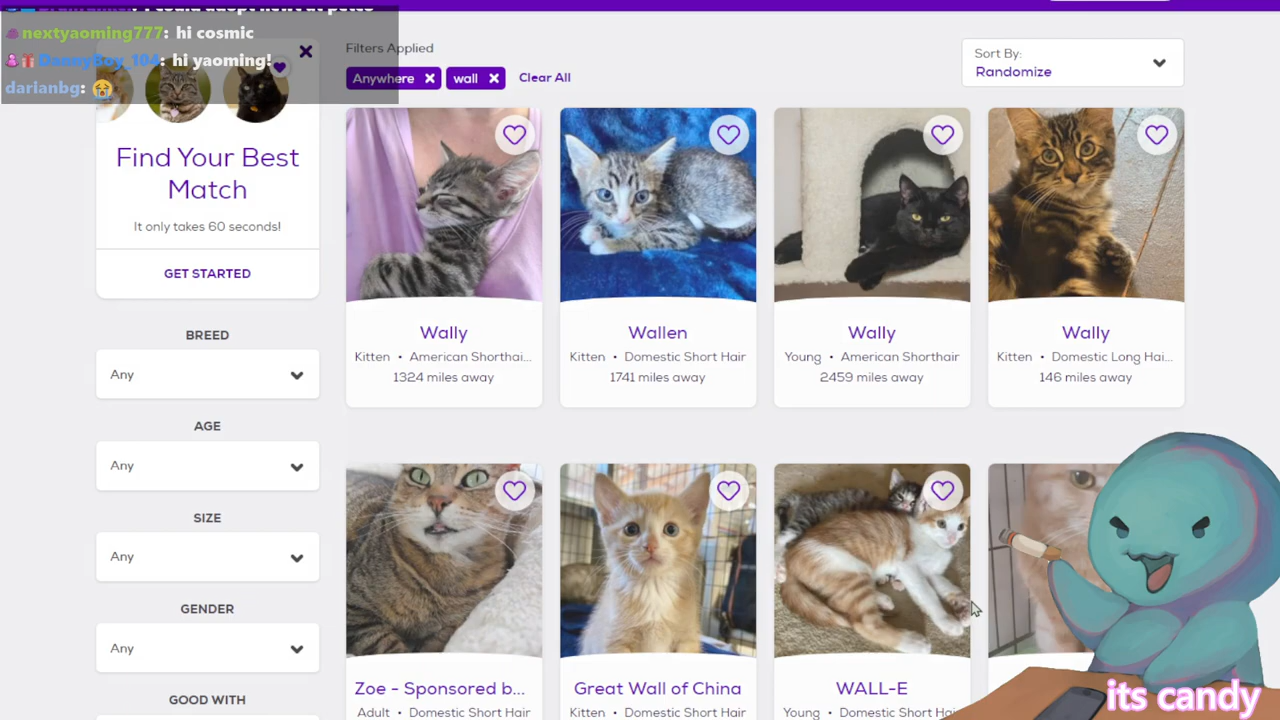 nextyaoming777: hi cosmic
DannyBoy_104: hi yaoming!
darianbg: 😭
Find Your Best
Match
It only takes 60 seconds!
GET STARTED
BREED
Any
AGE
Any
SIZE
Any
GENDER
Any
GOOD WITH
Filters Applied
Anywhere ×
wall ×
Clear All
Sort By:
Randomize
Wally
Kitten • American Shorthai...
1324 miles away
Wallen
Kitten • Domestic Short Hair
1741 miles away
Wally
Young • American Shorthair
2459 miles away
Wally
Kitten • Domestic Long Hai...
146 miles away
Zoe - Sponsored b...
Adult • Domestic Short Hair
Great Wall of China
Kitten • Domestic Short Hair
WALL-E
Young • Domestic Short Hai
its candy